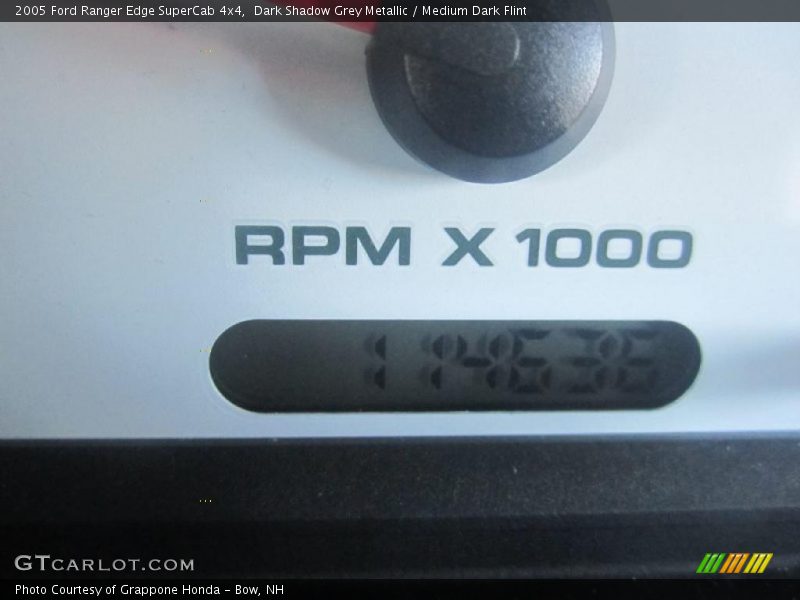 2005 Ford Ranger Edge SuperCab 4x4, Dark Shadow Grey Metallic / Medium Dark Flint
RPM X 1000
GTCARLOT.COM
Photo Courtesy of Grappone Honda - Bow, NH